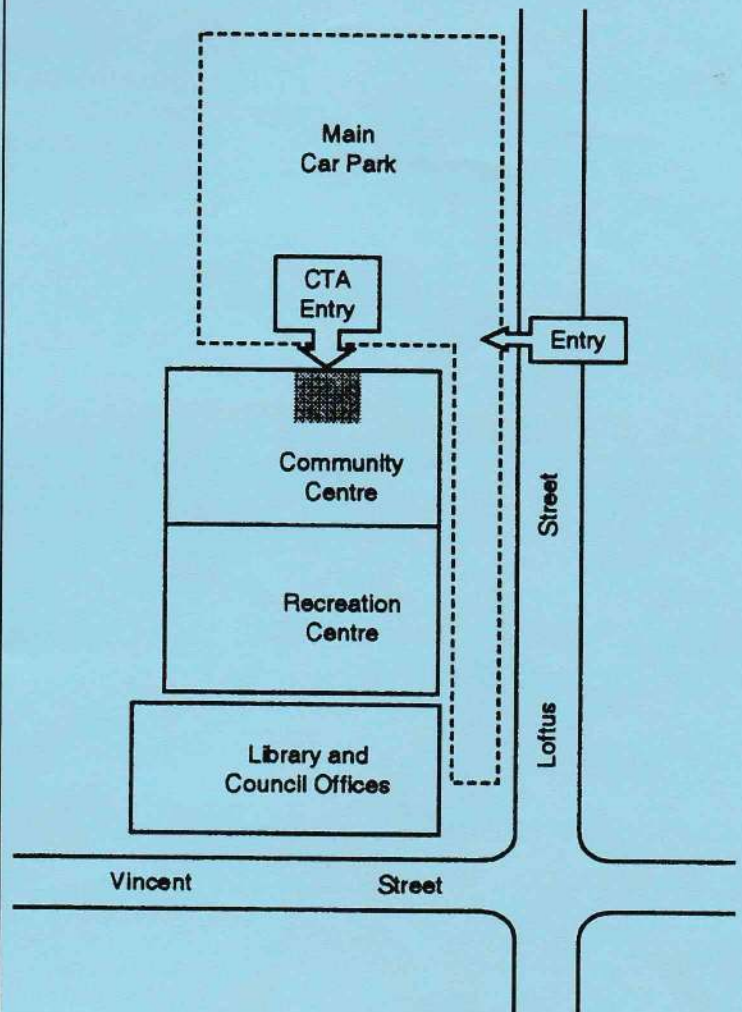 Main
Car Park
CTA
Entry
Entry
Community
Centre
Street
Recreation
Centre
Loftus
Library and
Council Offices
Vincent Street